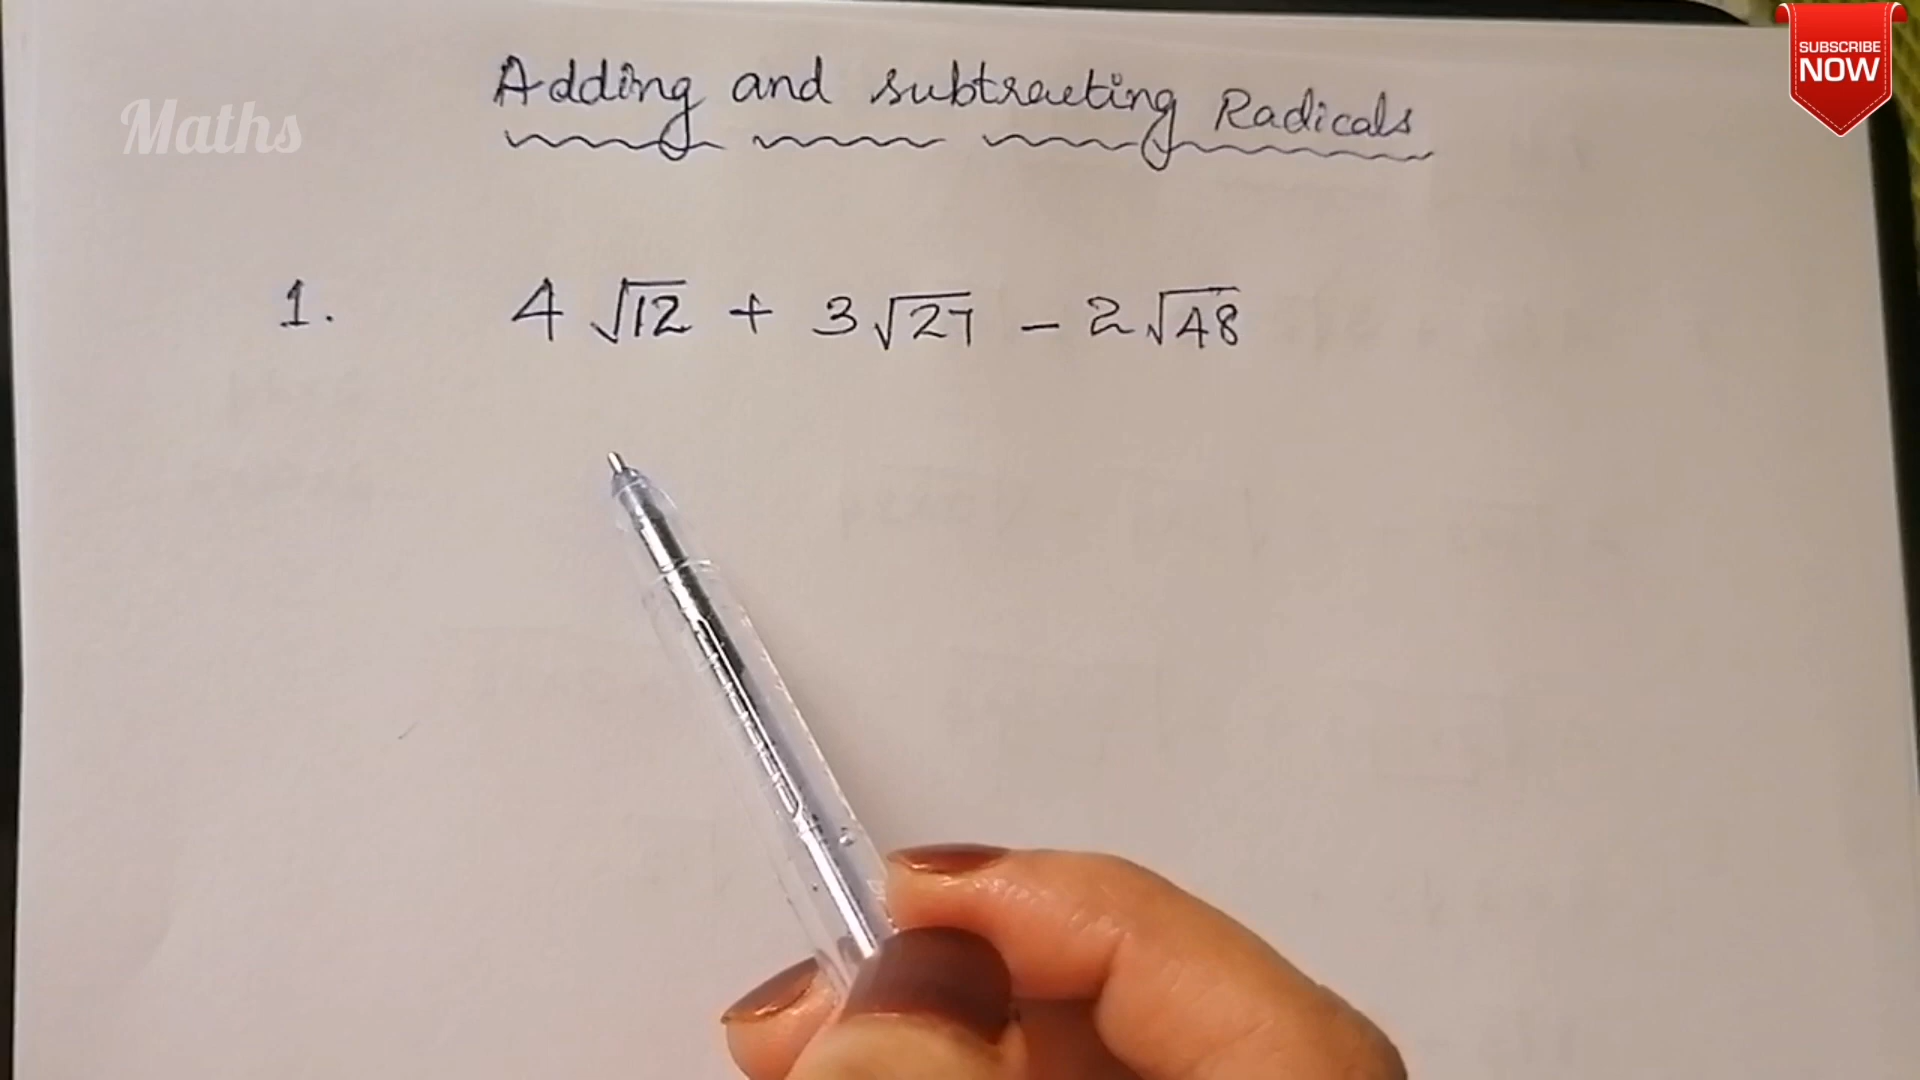 SUBSCRIBE
NOW
Maths
Adding and subtracting Radicals
1. 4√12 + 3√27 - 2√48